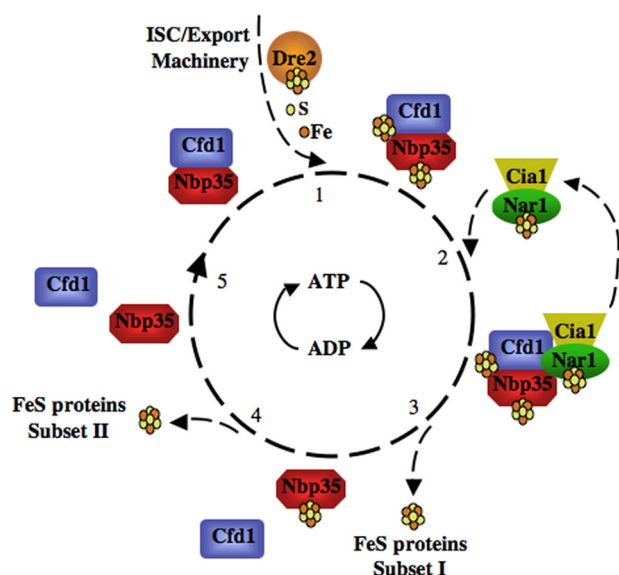 ISC/Export
Machinery
Dre2
S
Fe
Cfd1
Nbp35
Cfd1
Nbp35
1
Cia1
Nar1
2
Cfd1
Nbp35
Cia1
Nar1
3
FeS proteins
Subset I
Nbp35
Cfd1
4
FeS proteins
Subset II
Cfd1
Nbp35
5
ATP
ADP